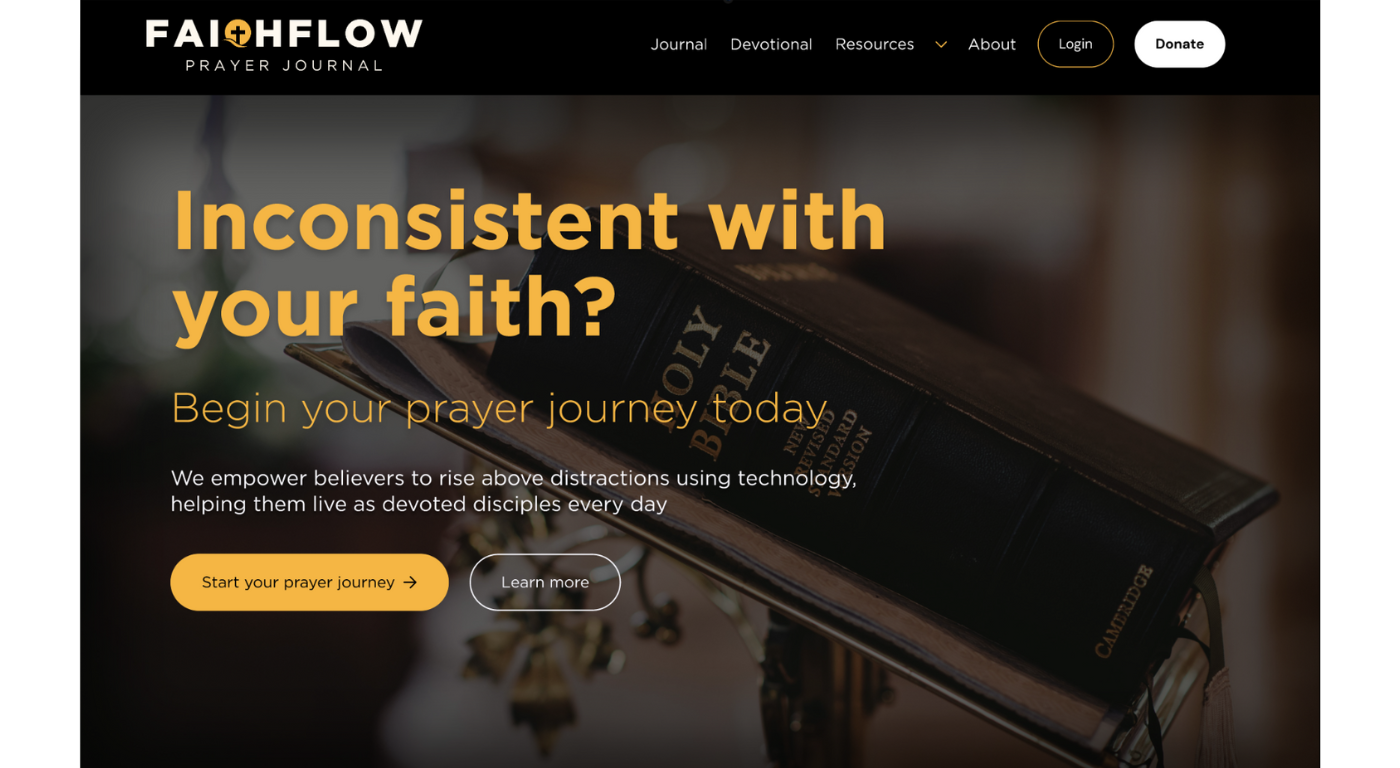 FAITHFLOW
PRAYER JOURNAL
Journal Devotional Resources About Login Donate
Inconsistent with
your faith?
Begin your prayer journey today
We empower believers to rise above distractions using technology,
helping them live as devoted disciples every day
Start your prayer journey → Learn more
HOLY
BIBLE
NEW
REVISED
STANDARD
VERSION
CAMBRIDGE